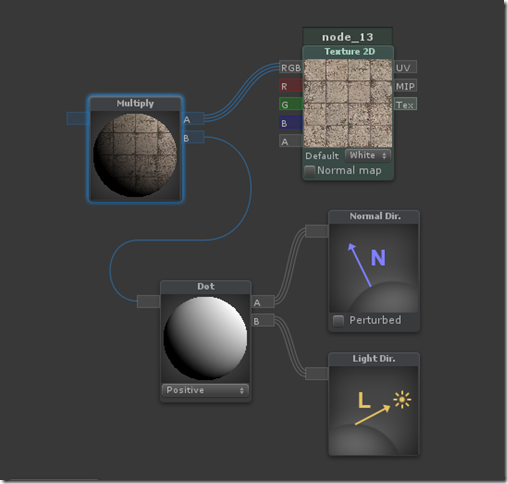 node_13
Texture 2D
RGB
UV
R
MIP
G
Tex
B
A
Default
White
Normal map
Multiply
A
B
Normal Dir.
N
Perturbed
Dot
A
B
Positive
Light Dir.
L